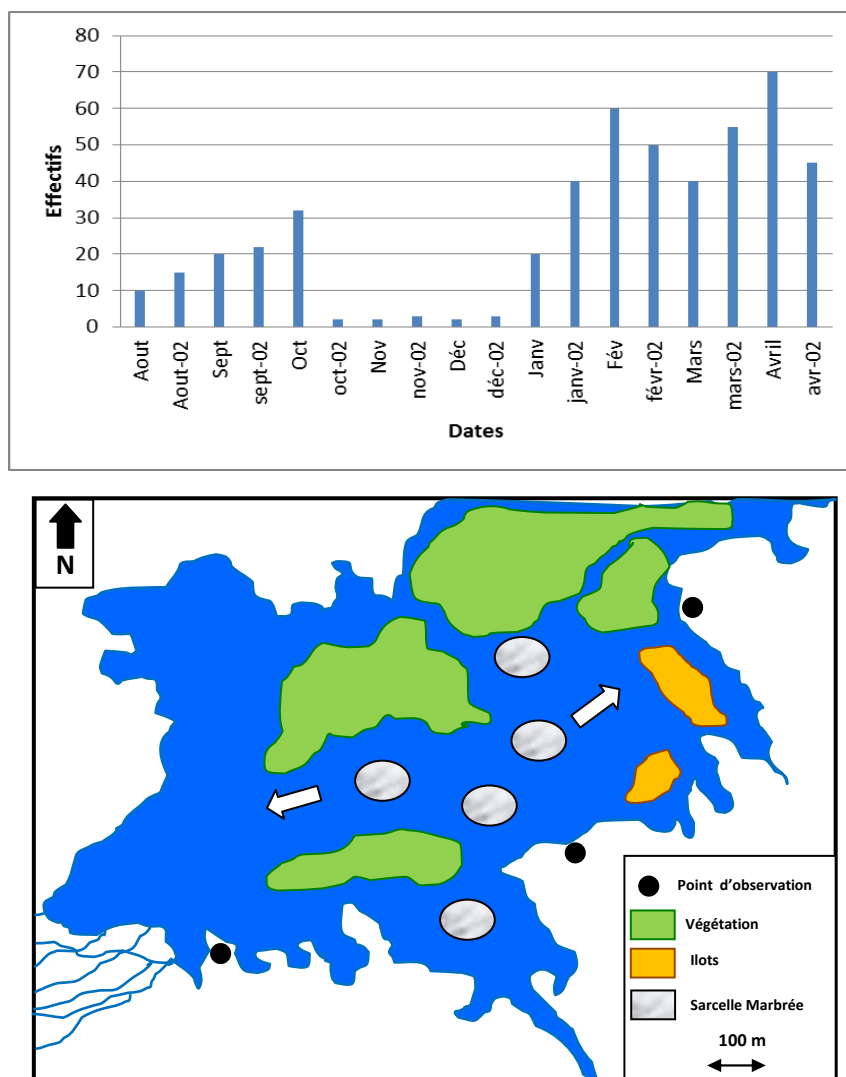 80
70
60
50
40
30
20
10
0
Effectifs
Aout
Aout-02
Sept
sept-02
Oct
oct-02
Nov
nov-02
Déc
déc-02
Janv
janv-02
Fév
févr-02
Mars
mars-02
Avril
avr-02
Dates
N
Point d'observation
Végétation
Ilots
Sarcelle Marbrée
100 m